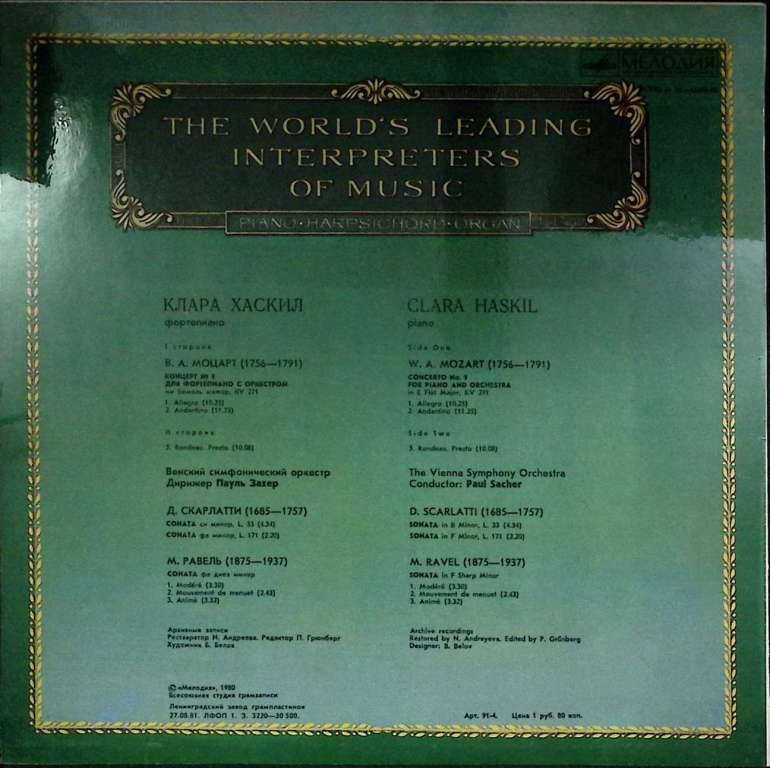 МЕЛОДИЯ
THE WORLD'S LEADING
INTERPRETERS
OF MUSIC
PIANO·HARPSICHORD·ORGAN
КЛАРА ХАСКИЛ
фортепиано
I сторона
В. А. МОЦАРТ (1756—1791)
КОНЦЕРТ № 9
ДЛЯ ФОРТЕПИАНО С ОРКЕСТРОМ
ми бемоль мажор, KV 271
1. Allegro (10.25)
2. Andantino (11.25)
II сторона
3. Rondeau. Presto (10.08)
Венский симфонический оркестр
Дирижер Пауль Захер
Д. СКАРЛАТТИ (1685—1757)
СОНАТА си минор, L. 33 (4.34)
СОНАТА фа минор, L. 171 (2.20)
М. РАВЕЛЬ (1875—1937)
СОНАТА фа диез минор
1. Modéré (3.30)
2. Mouvement de menuet (2.43)
3. Animé (3.32)
Архивные записи
Реставратор Н. Андреева. Редактор П. Грюнберг
Художник Б. Белов
℗ «Мелодия», 1980
Всесоюзная студия грамзаписи
Ленинградский завод грампластинок
27.05.81. ЛФОП 1. З. 3220—30 500.
CLARA HASKIL
piano
Side One
W. A. MOZART (1756—1791)
CONCERTO No. 9
FOR PIANO AND ORCHESTRA
in E Flat Major, KV 271
1. Allegro (10.25)
2. Andantino (11.25)
Side Two
3. Rondeau. Presto (10.08)
The Vienna Symphony Orchestra
Conductor: Paul Sacher
D. SCARLATTI (1685—1757)
SONATA in B Minor, L. 33 (4.34)
SONATA in F Minor, L. 171 (2.20)
M. RAVEL (1875—1937)
SONATA in F Sharp Minor
1. Modéré (3.30)
2. Mouvement de menuet (2.43)
3. Animé (3.32)
Archive recordings
Restored by N. Andreyeva. Edited by P. Grünberg
Designer: B. Belov
Арт. 91-4. Цена 1 руб. 80 коп.